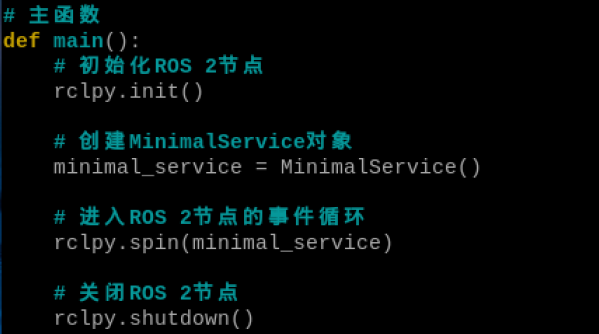 # 主函数
def main():
    # 初始化ROS 2节点
    rclpy.init()
    # 创建MinimalService对象
    minimal_service = MinimalService()
    # 进入ROS 2节点的事件循环
    rclpy.spin(minimal_service)
    # 关闭ROS 2节点
    rclpy.shutdown()